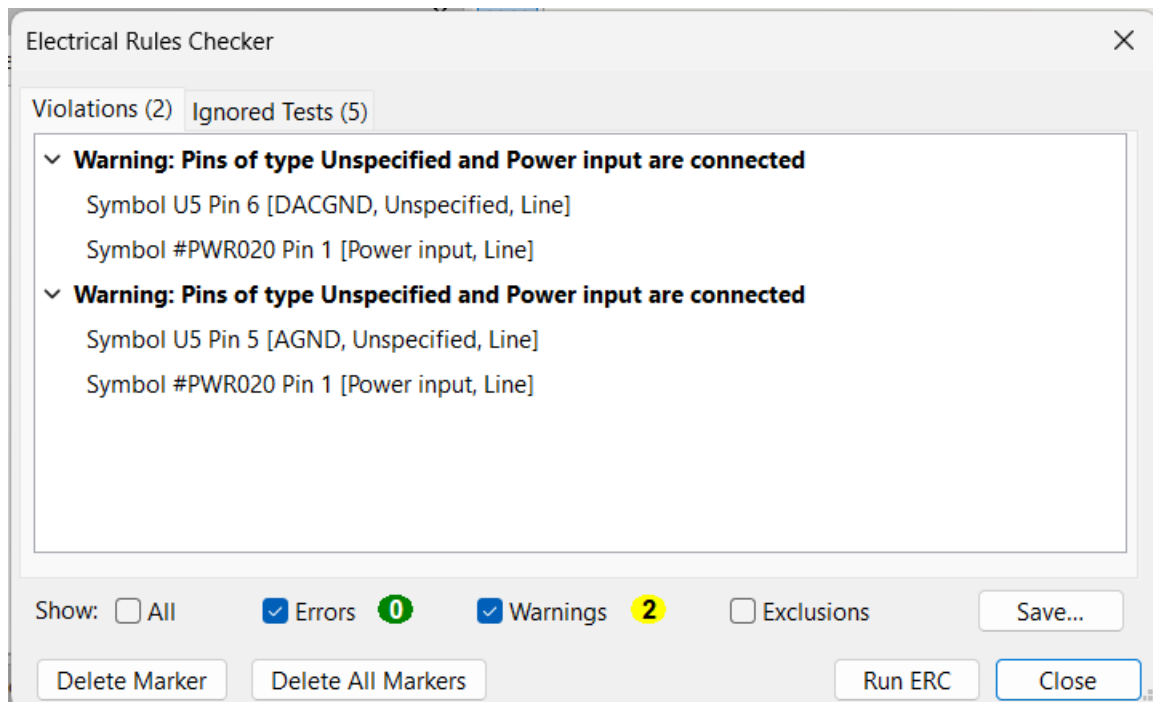 Electrical Rules Checker
Violations (2) Ignored Tests (5)
Warning: Pins of type Unspecified and Power input are connected
Symbol U5 Pin 6 [DACGND, Unspecified, Line]
Symbol #PWR020 Pin 1 [Power input, Line]
Warning: Pins of type Unspecified and Power input are connected
Symbol U5 Pin 5 [AGND, Unspecified, Line]
Symbol #PWR020 Pin 1 [Power input, Line]
Show: All Errors 0 Warnings 2 Exclusions Save...
Delete Marker Delete All Markers Run ERC Close